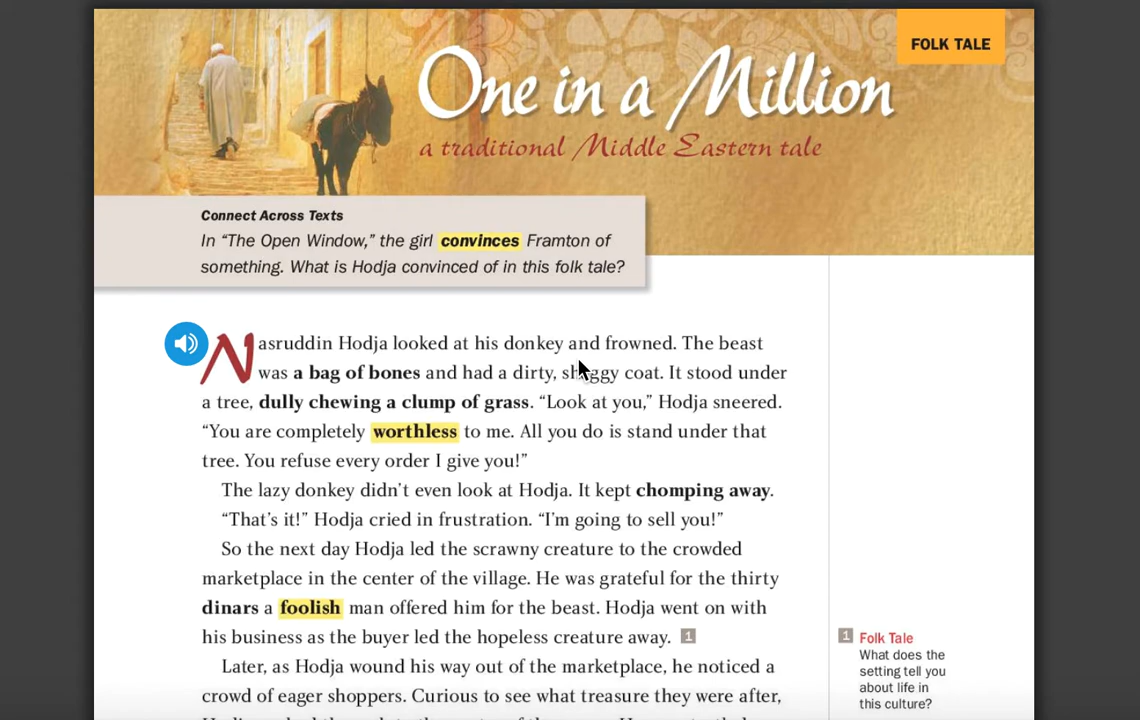 FOLK TALE
One in a Million
a traditional Middle Eastern tale
Connect Across Texts
In “The Open Window,” the girl convinces Framton of
something. What is Hodja convinced of in this folk tale?
Nasruddin Hodja looked at his donkey and frowned. The beast
was a bag of bones and had a dirty, shaggy coat. It stood under
a tree, dully chewing a clump of grass. “Look at you,” Hodja sneered.
“You are completely worthless to me. All you do is stand under that
tree. You refuse every order I give you!”
The lazy donkey didn’t even look at Hodja. It kept chomping away.
“That’s it!” Hodja cried in frustration. “I’m going to sell you!”
So the next day Hodja led the scrawny creature to the crowded
marketplace in the center of the village. He was grateful for the thirty
dinars a foolish man offered him for the beast. Hodja went on with
his business as the buyer led the hopeless creature away. 1
Later, as Hodja wound his way out of the marketplace, he noticed a
crowd of eager shoppers. Curious to see what treasure they were after,
1 Folk Tale
What does the
setting tell you
about life in
this culture?